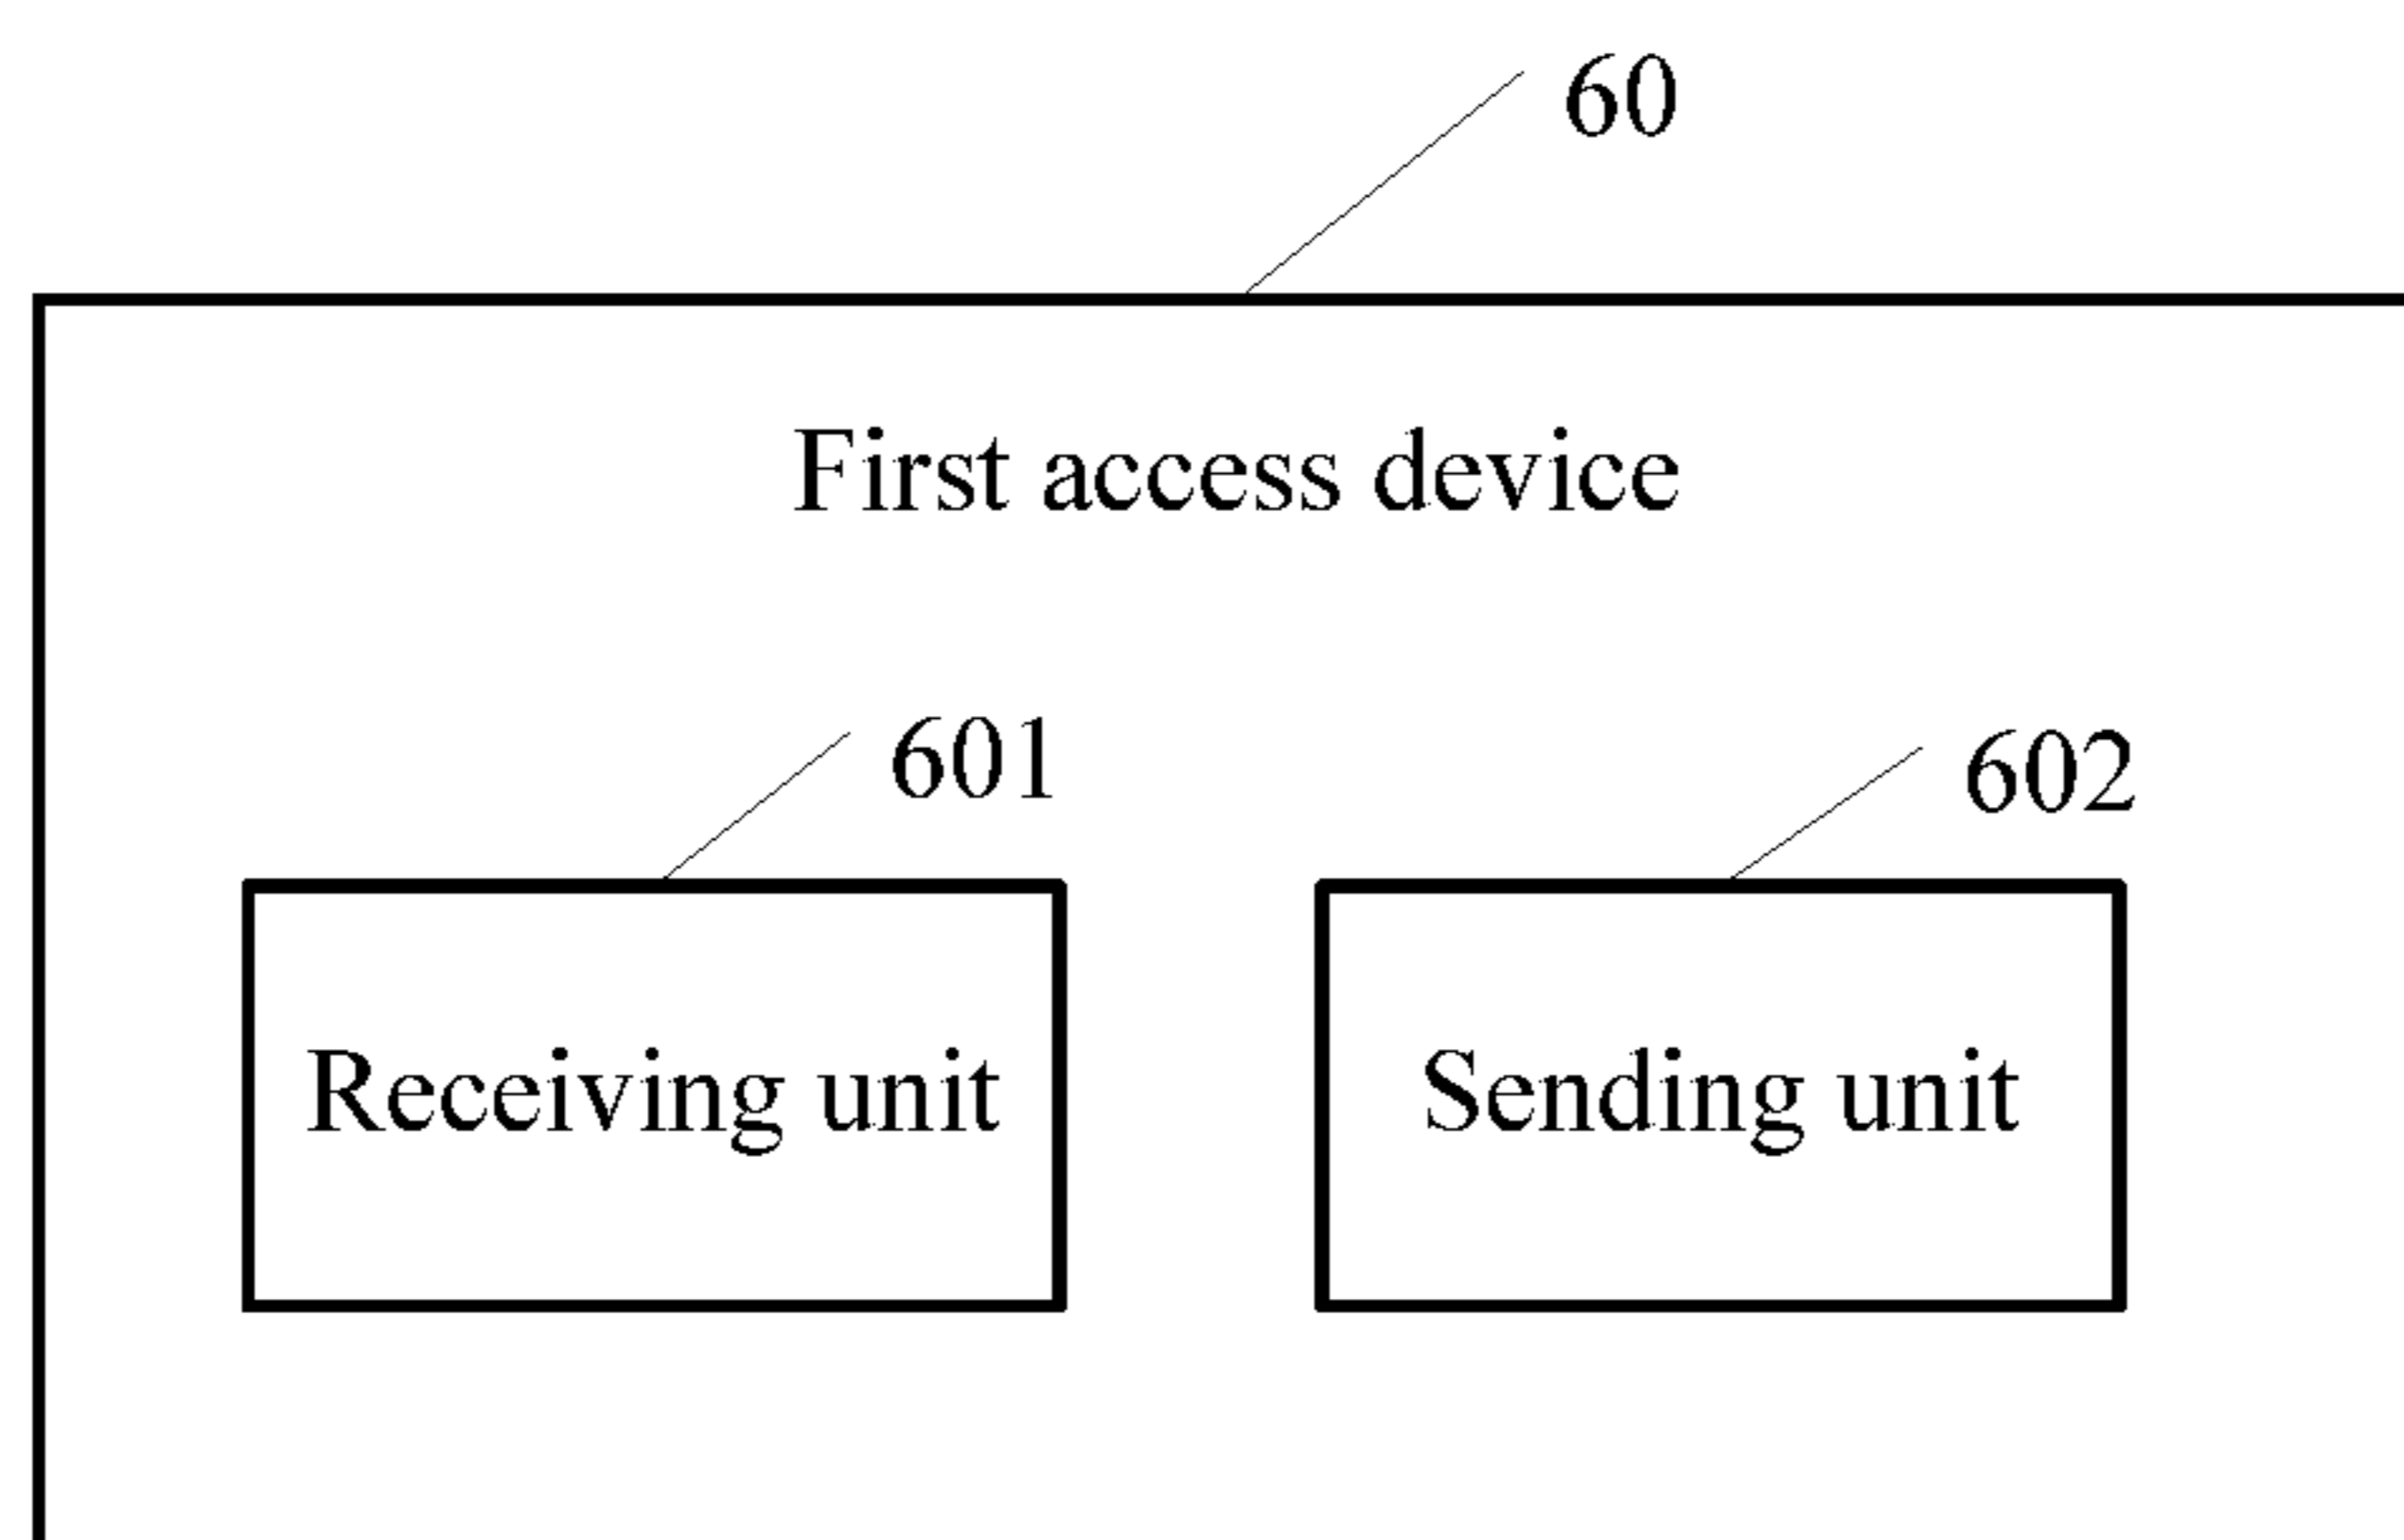 60
First access device
601
602
Receiving unit
Sending unit